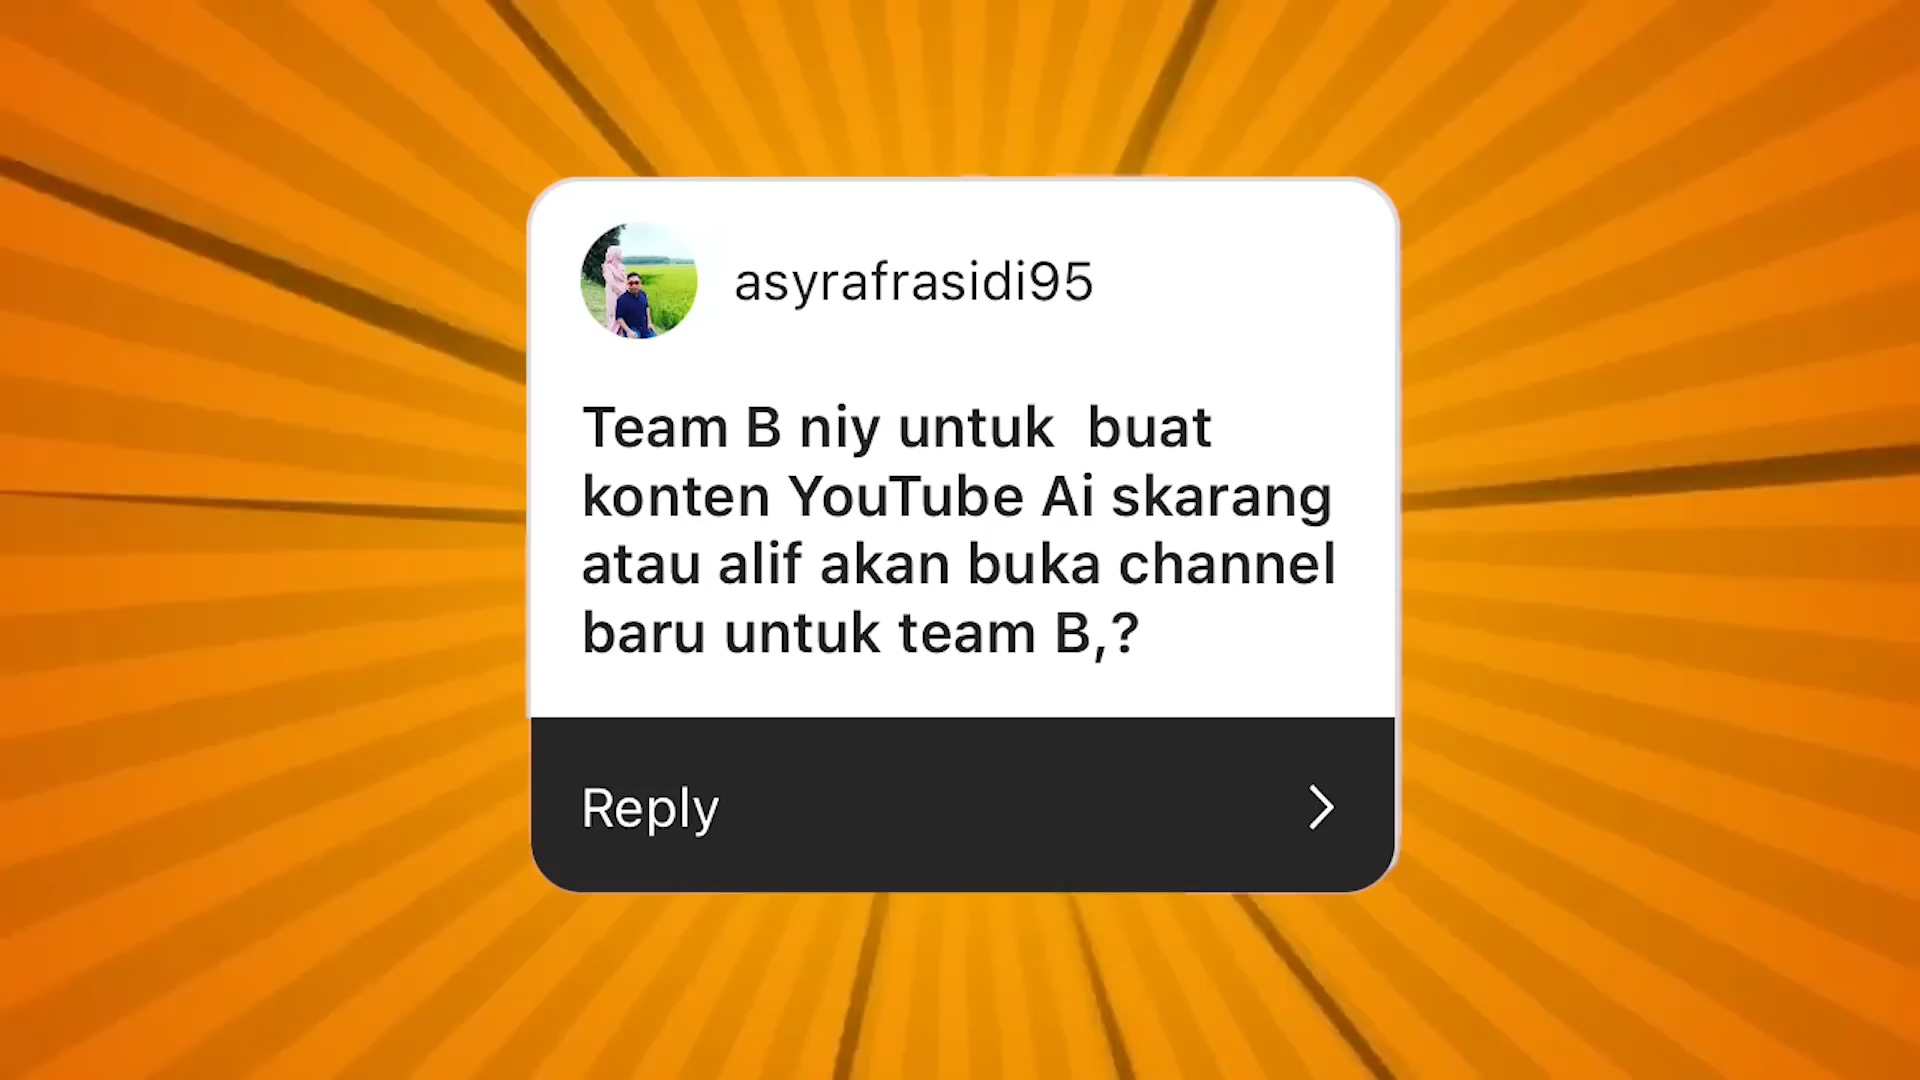 asyrafrasidi95
Team B niy untuk  buat
konten YouTube Ai skarang
atau alif akan buka channel
baru untuk team B,?
Reply